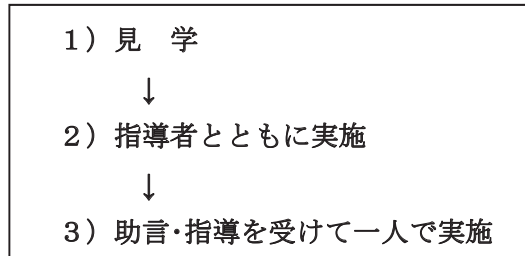 1）見　学
↓
2）指導者とともに実施
↓
3）助言･指導を受けて一人で実施